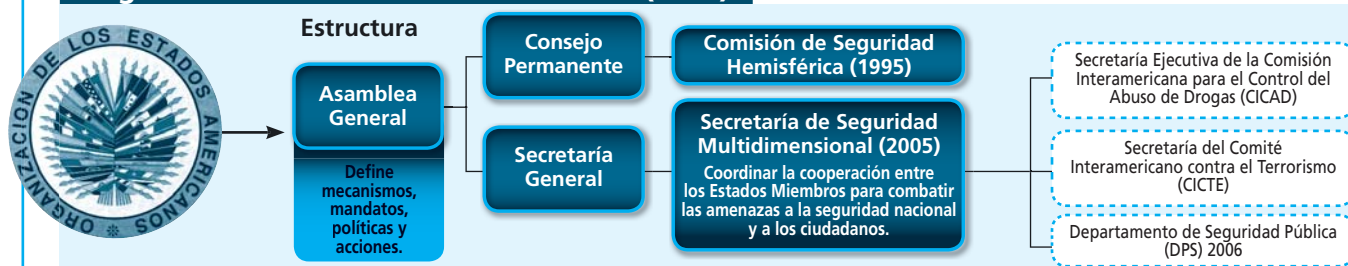 Estructura
ORGANIZACION DE LOS ESTADOS AMERICANOS
Asamblea
General
Define
mecanismos,
mandatos,
políticas y
acciones.
Consejo
Permanente
Comisión de Seguridad
Hemisférica (1995)
Secretaría
General
Secretaría de Seguridad
Multidimensional (2005)
Coordinar la cooperación entre
los Estados Miembros para combatir
las amenazas a la seguridad nacional
y a los ciudadanos.
Secretaría Ejecutiva de la Comisión
Interamericana para el Control del
Abuso de Drogas (CICAD)
Secretaría del Comité
Interamericano contra el Terrorismo
(CICTE)
Departamento de Seguridad Pública
(DPS) 2006